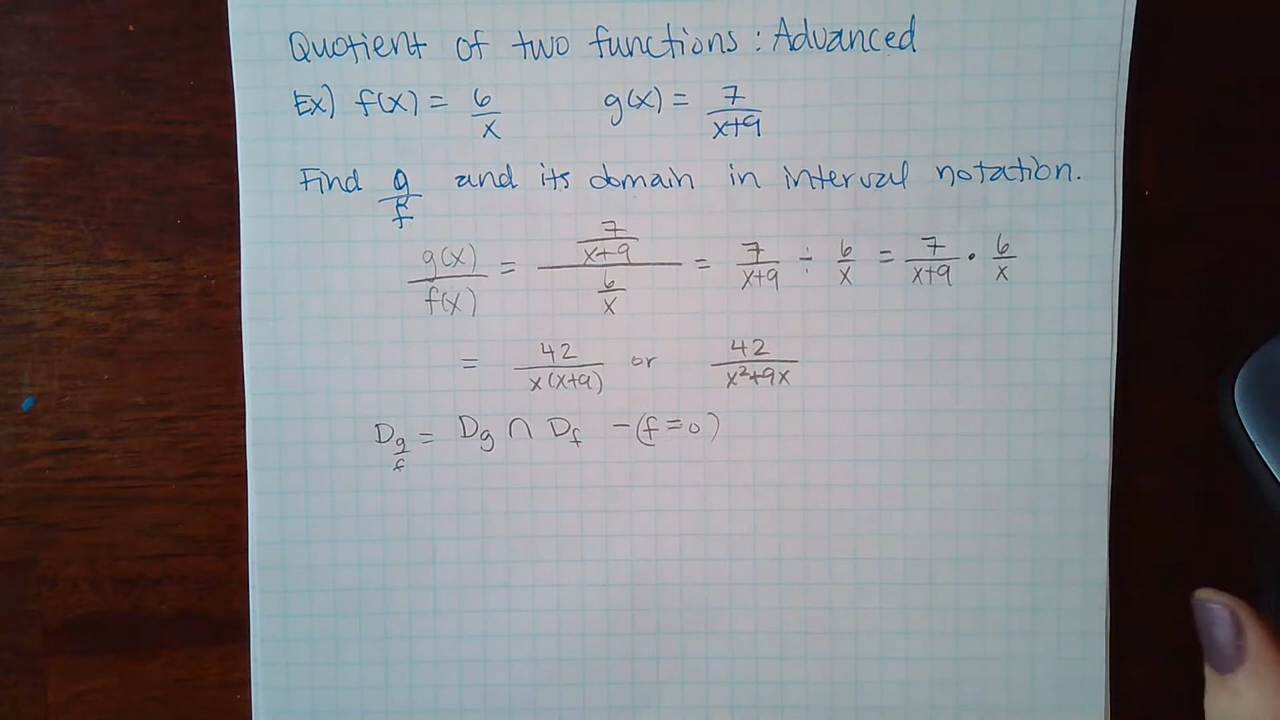 Quotient of two functions: Advanced
Ex) f(x) = 6/x g(x) = 7/(x+9)
Find g/f and its domain in interval notation.
g(x)/f(x) = (7/(x+9))/(6/x) = 7/(x+9) ÷ 6/x = 7/(x+9) · 6/x
= 42/(x(x+9)) or 42/(x²+9x)
D_(g/f) = D_g ∩ D_f - (f=0)